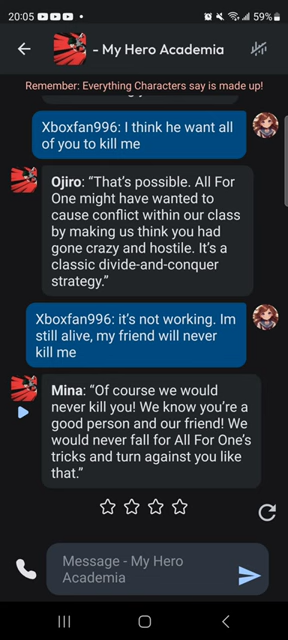 20:05
59%
- My Hero Academia
Remember: Everything Characters say is made up!
Xboxfan996: I think he want all
of you to kill me
Ojiro: “That’s possible. All For
One might have wanted to
cause conflict within our class
by making us think you had
gone crazy and hostile. It’s a
classic divide-and-conquer
strategy.”
Xboxfan996: it’s not working. Im
still alive, my friend will never
kill me
Mina: “Of course we would
never kill you! We know you’re a
good person and our friend! We
would never fall for All For One’s
tricks and turn against you like
that.”
Message - My Hero
Academia